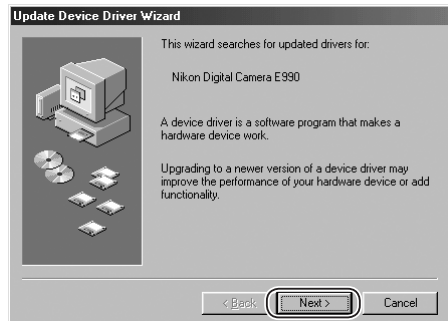 Update Device Driver Wizard
This wizard searches for updated drivers for:
Nikon Digital Camera E990
A device driver is a software program that makes a
hardware device work.
Upgrading to a newer version of a device driver may
improve the performance of your hardware device or add
functionality.
< Back Next > Cancel